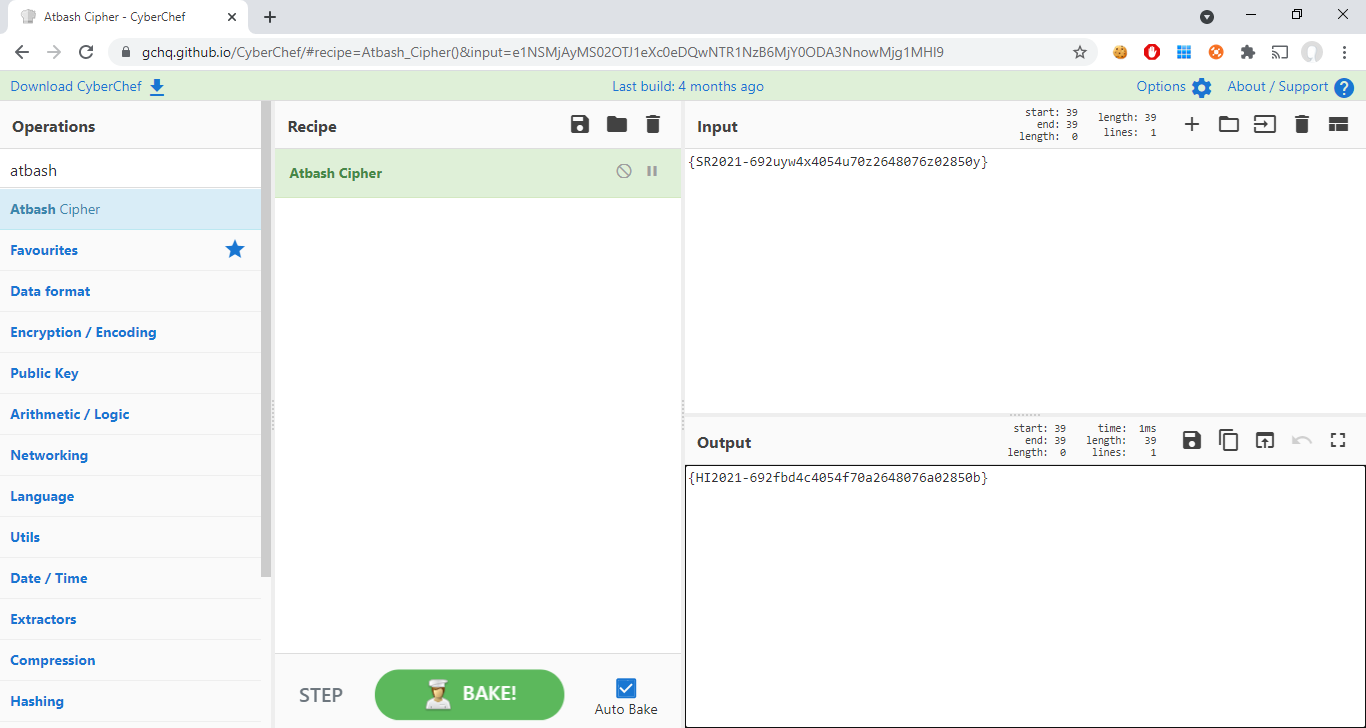 Atbash Cipher - CyberChef
gchq.github.io/CyberChef/#recipe=Atbash_Cipher()&input=e1NSMjAyMS02OTJ1eXc0eDQwNTR1NzB6MjY0ODA3NnowMjg1MHl9
Download CyberChef
Last build: 4 months ago
Options
About / Support
Operations
atbash
Atbash Cipher
Favourites
Data format
Encryption / Encoding
Public Key
Arithmetic / Logic
Networking
Language
Utils
Date / Time
Extractors
Compression
Hashing
Recipe
Atbash Cipher
STEP
BAKE!
Auto Bake
Input
start: 39
end: 39
length: 0
length: 39
lines: 1
{SR2021-692uyw4x4054u70z2648076z02850y}
Output
start: 39
end: 39
length: 0
time: 1ms
length: 39
lines: 1
{HI2021-692fbd4c4054f70a2648076a02850b}